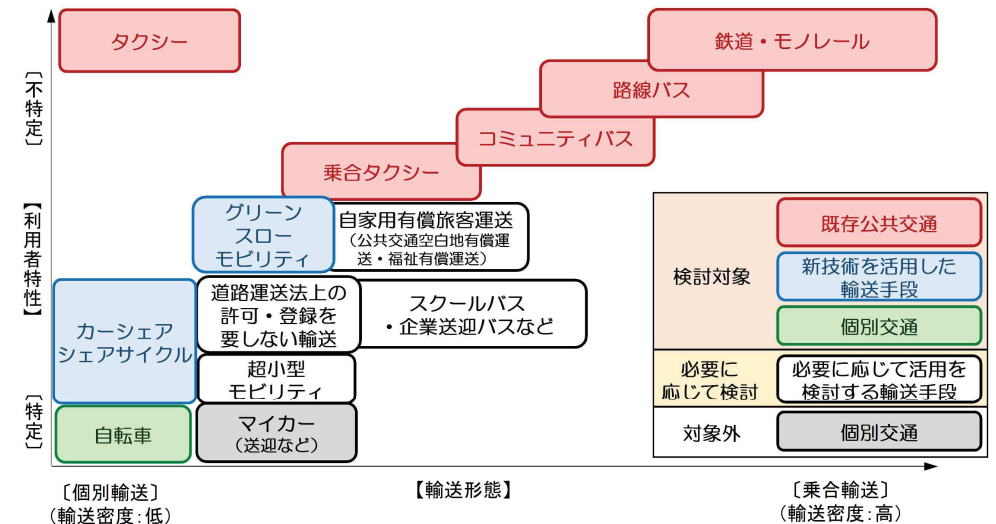 タクシー
鉄道・モノレール
路線バス
コミュニティバス
乗合タクシー
〔不特定〕
【利用者特性】
〔特定〕
グリーン
スロー
モビリティ
自家用有償旅客運送
（公共交通空白地有償運
送・福祉有償運送）
カーシェア
シェアサイクル
道路運送法上の
許可・登録を
要しない輸送
スクールバス
・企業送迎バスなど
超小型
モビリティ
自転車
マイカー
（送迎など）
検討対象
既存公共交通
新技術を活用した
輸送手段
個別交通
必要に
応じて検討
必要に応じて活用を
検討する輸送手段
対象外
個別交通
〔個別輸送〕
（輸送密度：低）
【輸送形態】
〔乗合輸送〕
（輸送密度：高）